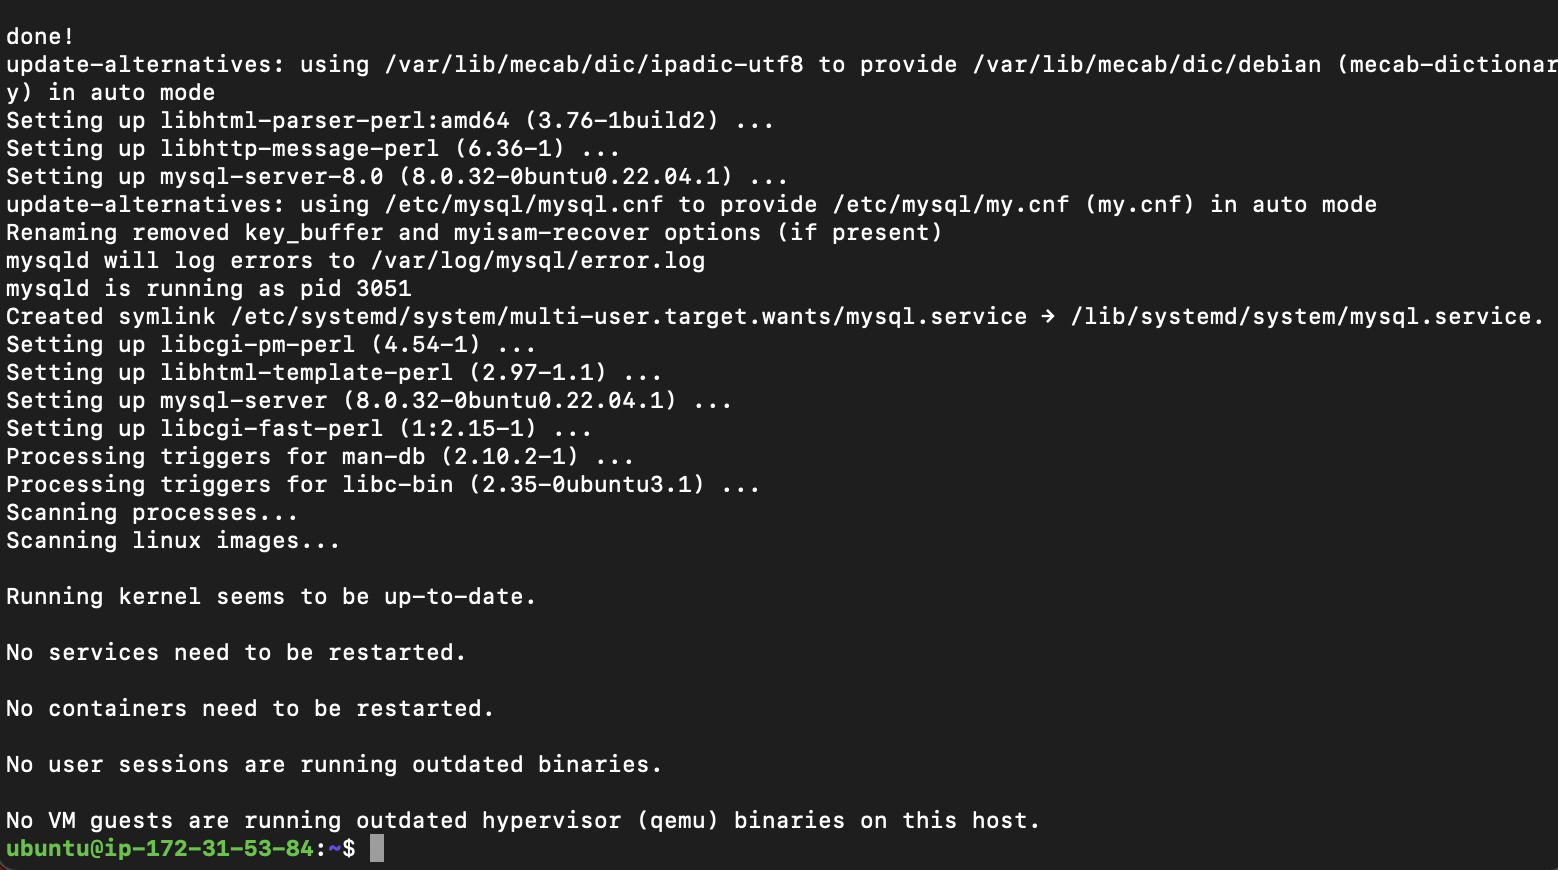 done!
update-alternatives: using /var/lib/mecab/dic/ipadic-utf8 to provide /var/lib/mecab/dic/debian (mecab-dictionar
y) in auto mode
Setting up libhtml-parser-perl:amd64 (3.76-1build2) ...
Setting up libhttp-message-perl (6.36-1) ...
Setting up mysql-server-8.0 (8.0.32-0buntu0.22.04.1) ...
update-alternatives: using /etc/mysql/mysql.cnf to provide /etc/mysql/my.cnf (my.cnf) in auto mode
Renaming removed key_buffer and myisam-recover options (if present)
mysqld will log errors to /var/log/mysql/error.log
mysqld is running as pid 3051
Created symlink /etc/systemd/system/multi-user.target.wants/mysql.service → /lib/systemd/system/mysql.service.
Setting up libcgi-pm-perl (4.54-1) ...
Setting up libhtml-template-perl (2.97-1.1) ...
Setting up mysql-server (8.0.32-0buntu0.22.04.1) ...
Setting up libcgi-fast-perl (1:2.15-1) ...
Processing triggers for man-db (2.10.2-1) ...
Processing triggers for libc-bin (2.35-0ubuntu3.1) ...
Scanning processes...
Scanning linux images...
Running kernel seems to be up-to-date.
No services need to be restarted.
No containers need to be restarted.
No user sessions are running outdated binaries.
No VM guests are running outdated hypervisor (qemu) binaries on this host.
ubuntu@ip-172-31-53-84:~$